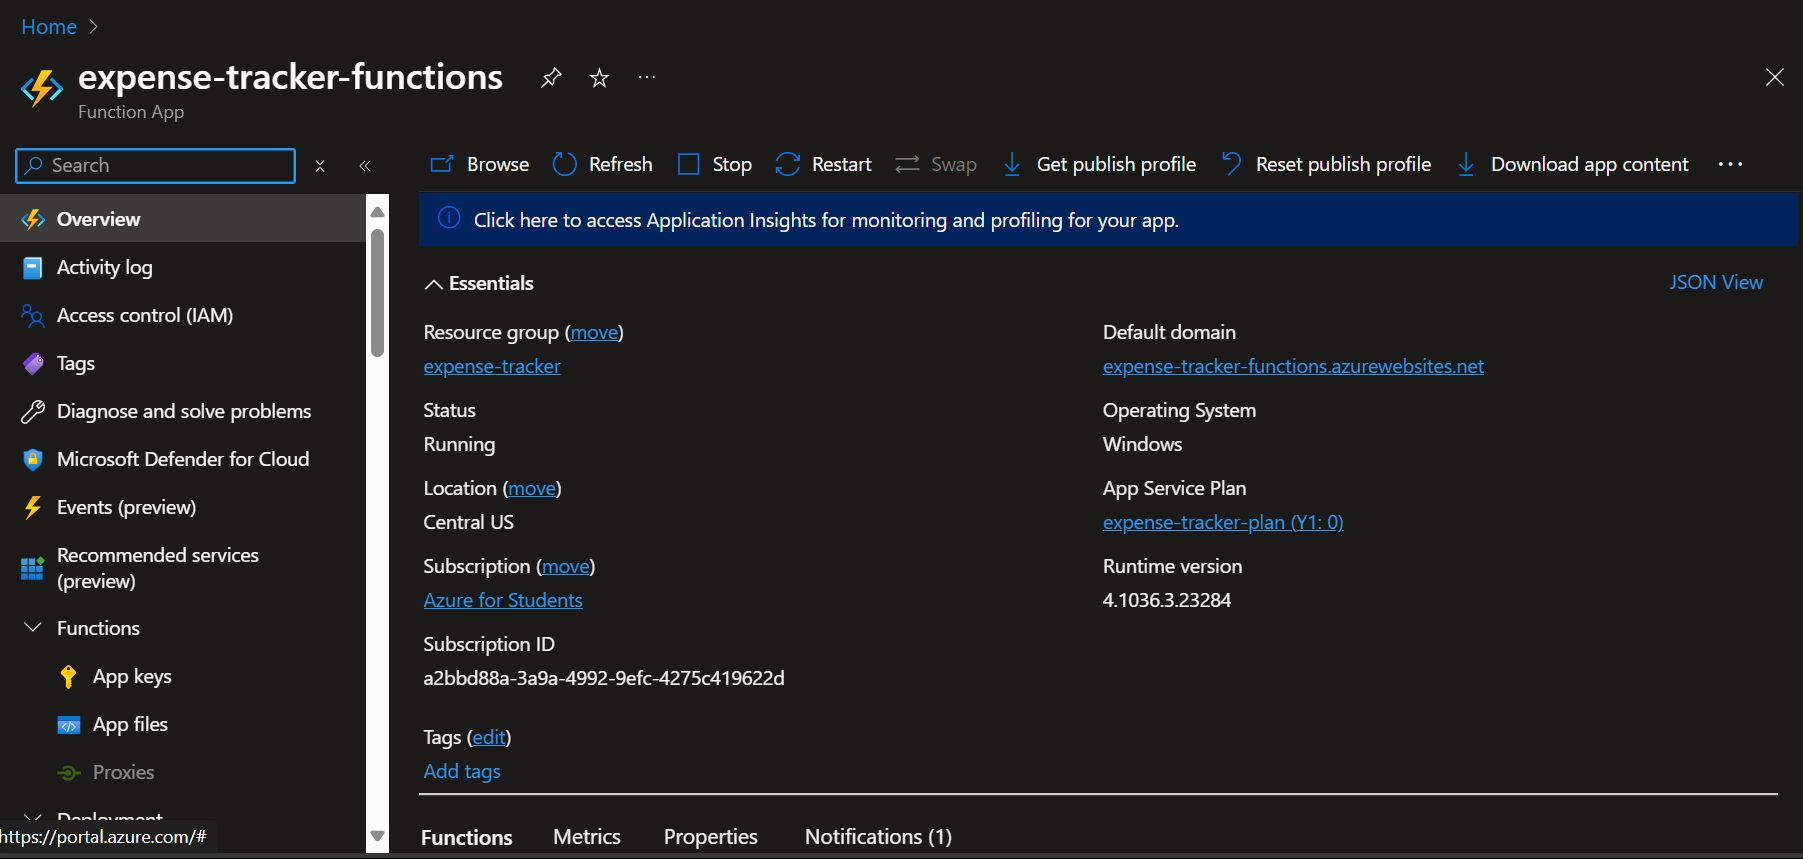 Home
expense-tracker-functions
Function App
Search
Browse
Refresh
Stop
Restart
Swap
Get publish profile
Reset publish profile
Download app content
Overview
Activity log
Access control (IAM)
Tags
Diagnose and solve problems
Microsoft Defender for Cloud
Events (preview)
Recommended services
(preview)
Functions
App keys
App files
Proxies
Deployment
https://portal.azure.com/#
Click here to access Application Insights for monitoring and profiling for your app.
Essentials
JSON View
Resource group (move)
expense-tracker
Status
Running
Location (move)
Central US
Subscription (move)
Azure for Students
Subscription ID
a2bbd88a-3a9a-4992-9efc-4275c419622d
Default domain
expense-tracker-functions.azurewebsites.net
Operating System
Windows
App Service Plan
expense-tracker-plan (Y1: 0)
Runtime version
4.1036.3.23284
Tags (edit)
Add tags
Functions
Metrics
Properties
Notifications (1)